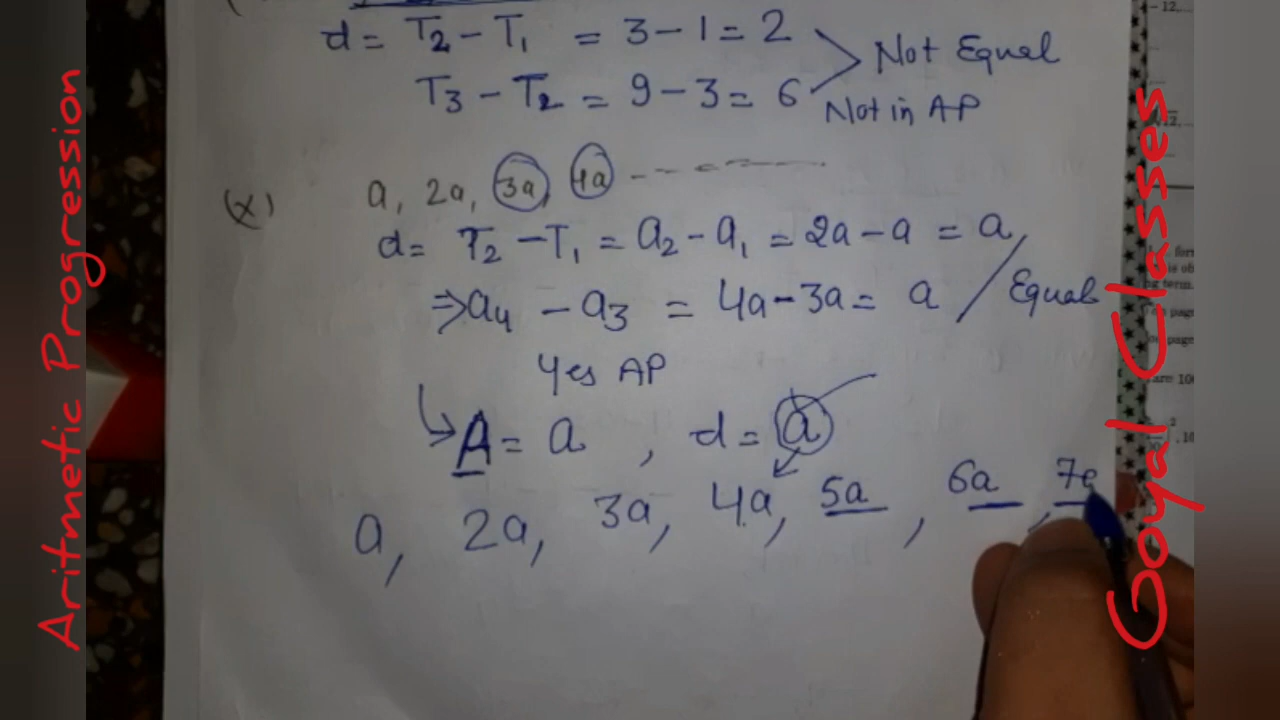 Aritmetic Progression
d = T₂ - T₁ = 3 - 1 = 2
T₃ - T₂ = 9 - 3 = 6
Not Equal
Not in AP
(x) a, 2a, 3a, 4a - - - - -
d = T₂ - T₁ = a₂ - a₁ = 2a - a = a
⇒ a₄ - a₃ = 4a - 3a = a
Equal
Yes AP
A = a , d = a
a, 2a, 3a, 4a, 5a , 6a ,
Goyal Classes